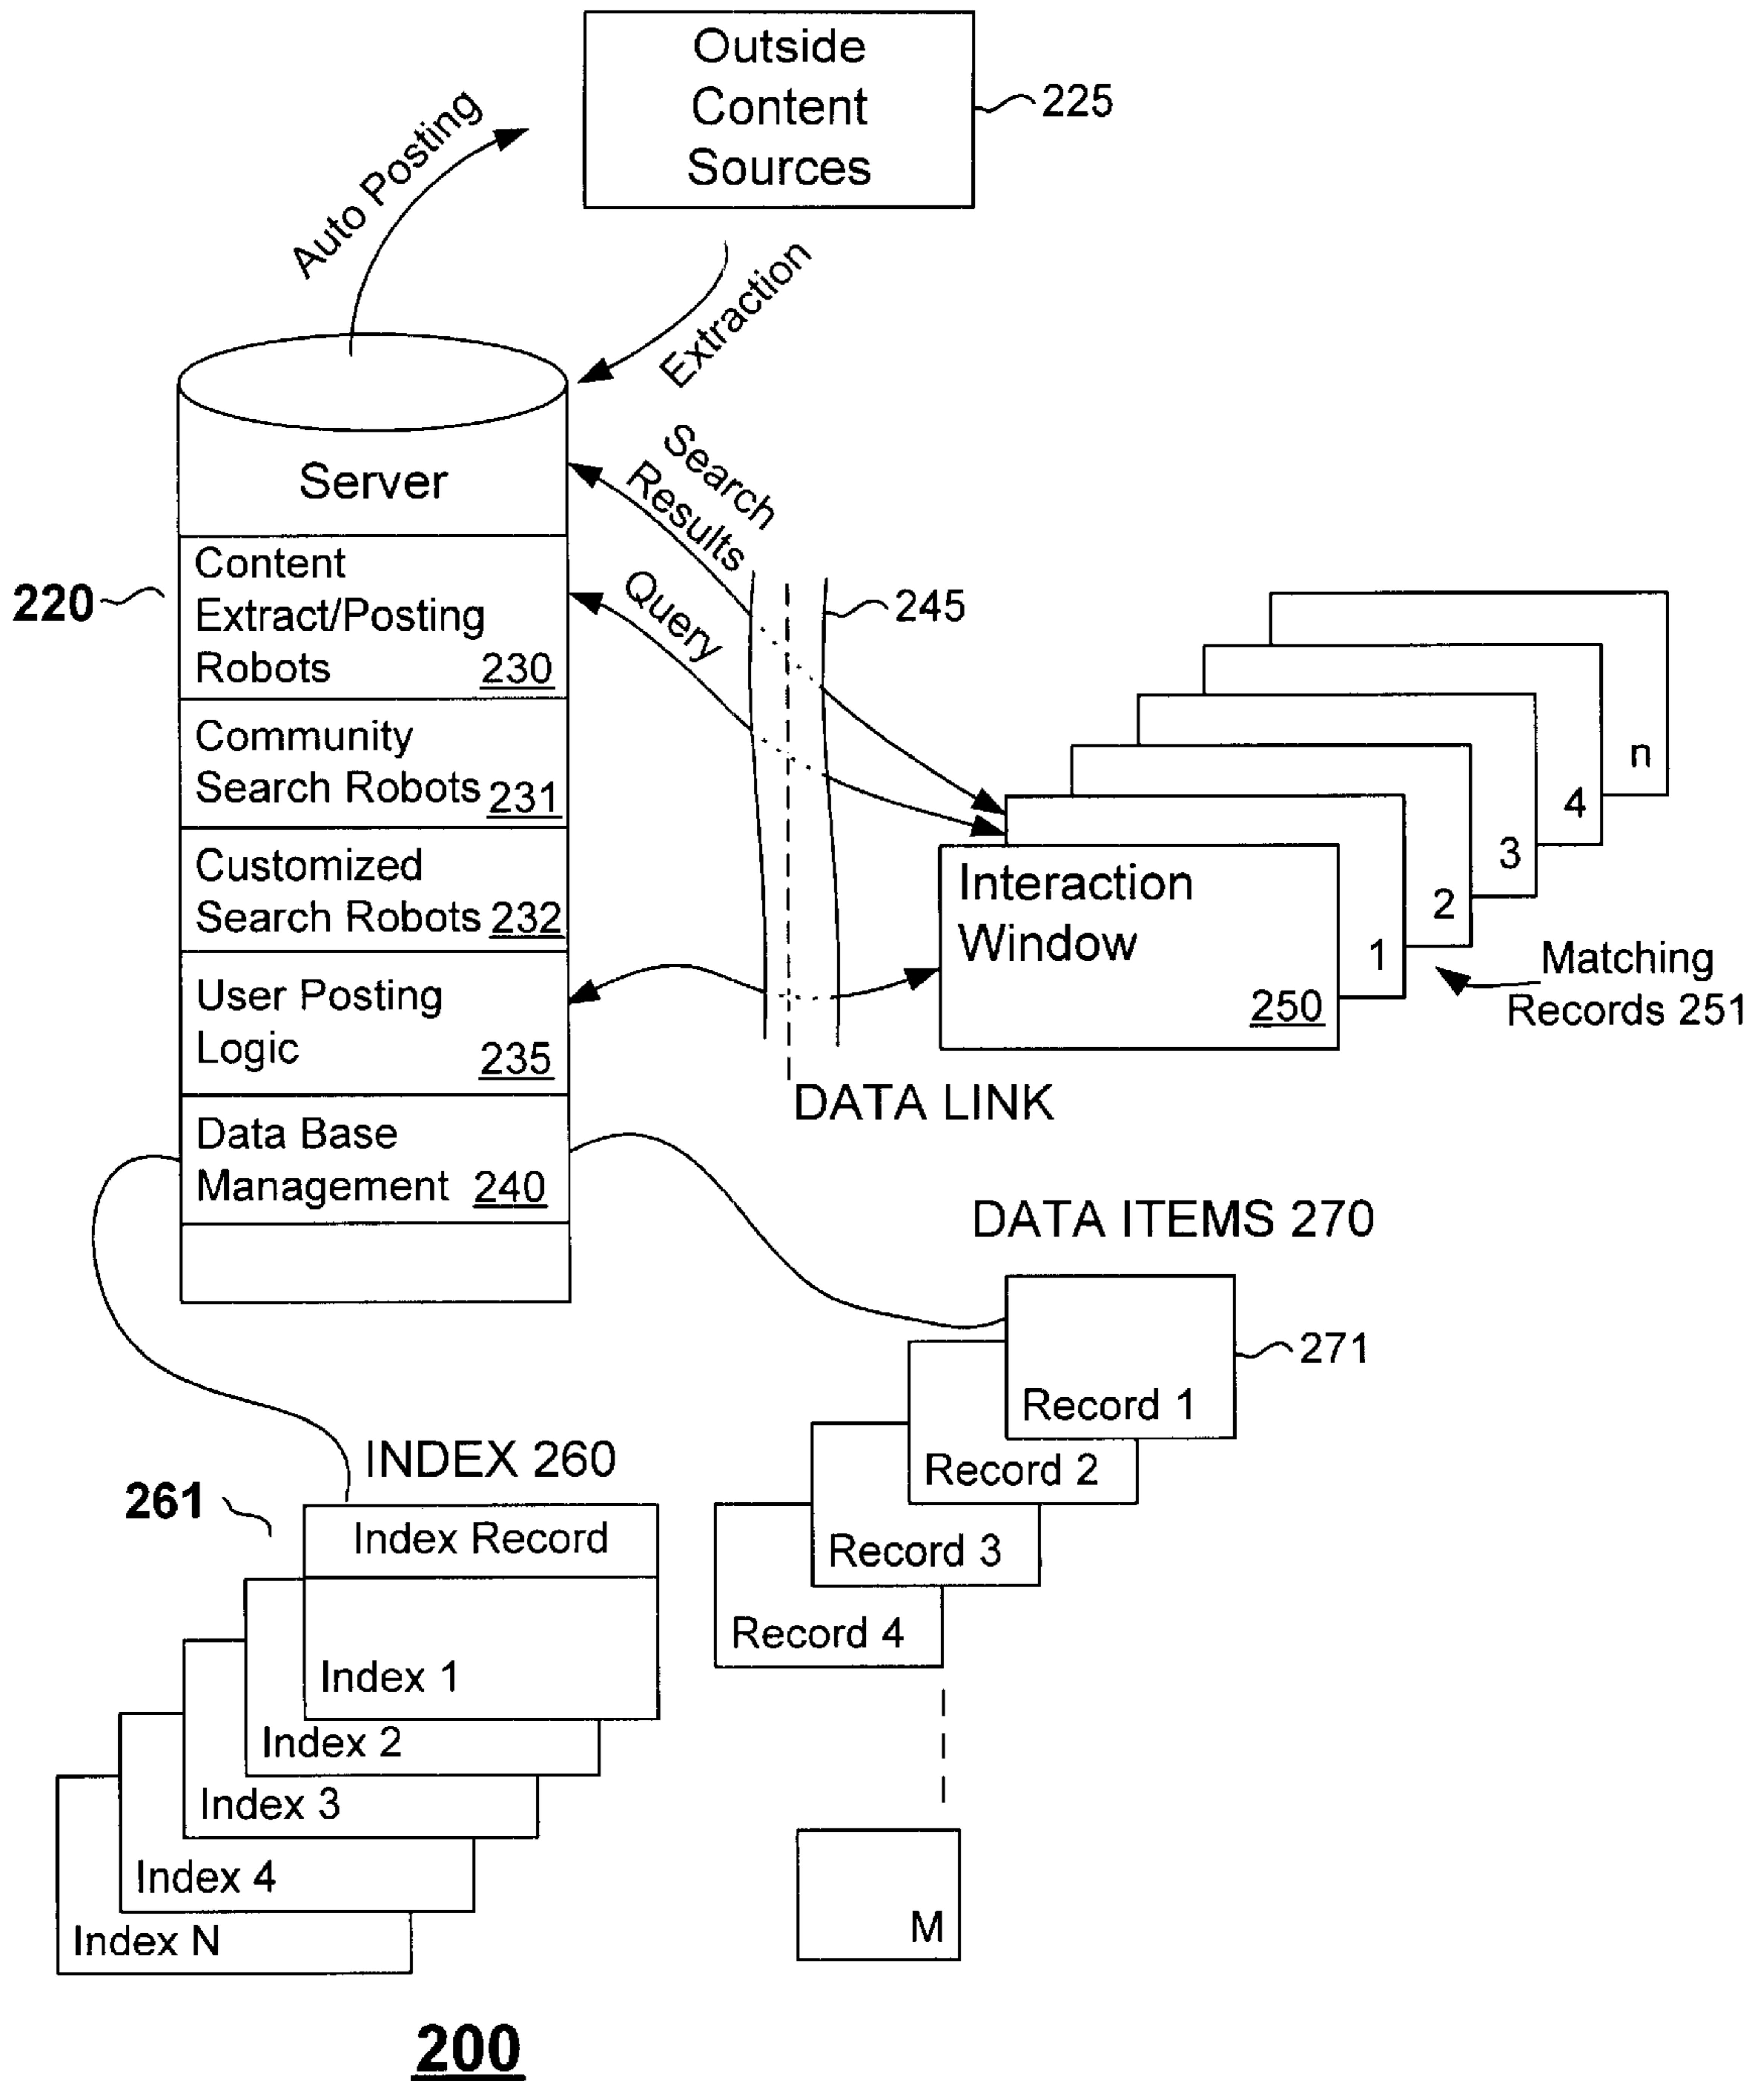 Outside
Content
Sources
225
Auto Posting
Extraction
Server
220
Content
Extract/Posting
Robots 230
Community
Search Robots 231
Customized
Search Robots 232
User Posting
Logic 235
Data Base
Management 240
Search
Results
Query
245
DATA LINK
Interaction
Window
250
1
2
3
4
n
Matching
Records 251
DATA ITEMS 270
271
Record 1
Record 2
Record 3
Record 4
M
INDEX 260
261
Index Record
Index 1
Index 2
Index 3
Index 4
Index N
200